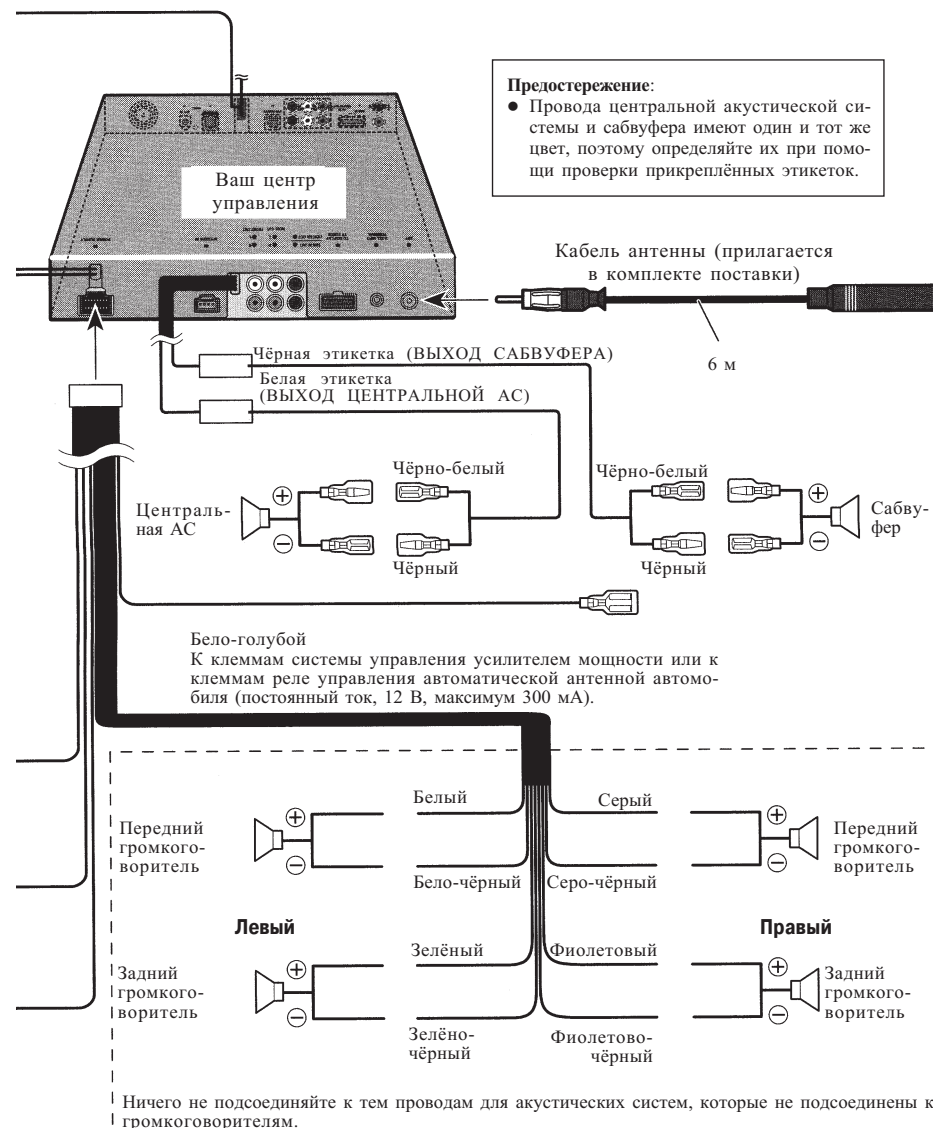 Предостережение:
● Провода центральной акустической си-
стемы и сабвуфера имеют один и тот же
цвет, поэтому определяйте их при помо-
щи проверки прикреплённых этикеток.
Ваш центр
управления
Кабель антенны (прилагается
в комплекте поставки)
6 м
Чёрная этикетка (ВЫХОД САБВУФЕРА)
Белая этикетка
(ВЫХОД ЦЕНТРАЛЬНОЙ АС)
Чёрно-белый
Чёрно-белый
Централь-
ная АС
Сабву-
фер
Чёрный
Чёрный
Бело-голубой
К клеммам системы управления усилителем мощности или к
клеммам реле управления автоматической антенной автомо-
биля (постоянный ток, 12 В, максимум 300 мА).
Белый
Серый
Передний
громкого-
воритель
Передний
громкого-
воритель
Бело-чёрный
Серо-чёрный
Левый
Правый
Зелёный
Фиолетовый
Задний
громкого-
воритель
Задний
громкого-
воритель
Зелёно-
чёрный
Фиолетово-
чёрный
Ничего не подсоединяйте к тем проводам для акустических систем, которые не подсоединены к
громкоговорителям.